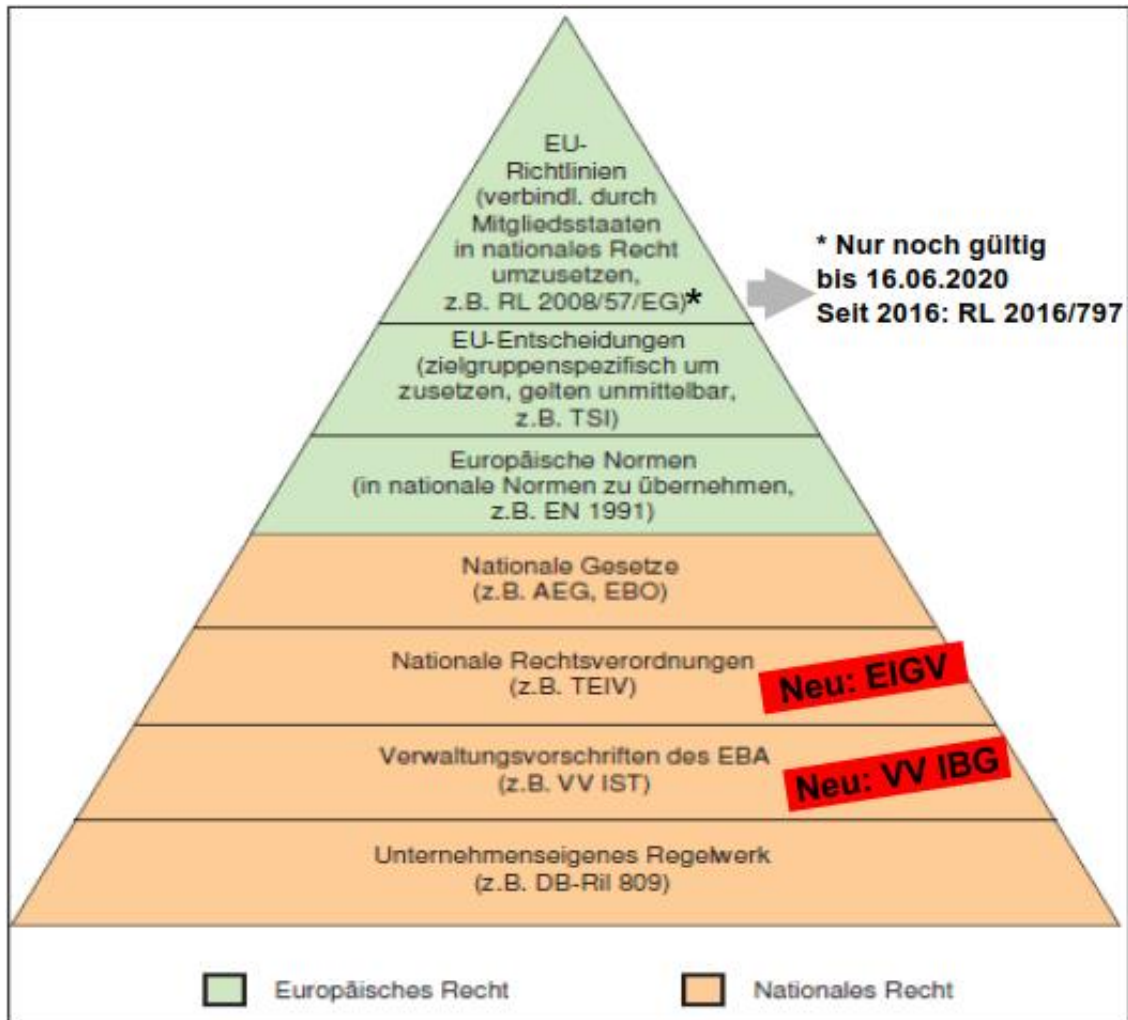 EU-
Richtlinien
(verbindl. durch
Mitgliedsstaaten
in nationales Recht
umzusetzen,
z.B. RL 2008/57/EG)*
* Nur noch gültig
bis 16.06.2020
Seit 2016: RL 2016/797
EU-Entscheidungen
(zielgruppenspezifisch um
zusetzen, gelten unmittelbar,
z.B. TSI)
Europäische Normen
(in nationale Normen zu übernehmen,
z.B. EN 1991)
Nationale Gesetze
(z.B. AEG, EBO)
Nationale Rechtsverordnungen
(z.B. TEIV)
Neu: EIGV
Verwaltungsvorschriften des EBA
(z.B. VV IST)
Neu: VV IBG
Unternehmenseigenes Regelwerk
(z.B. DB-Ril 809)
Europäisches Recht
Nationales Recht